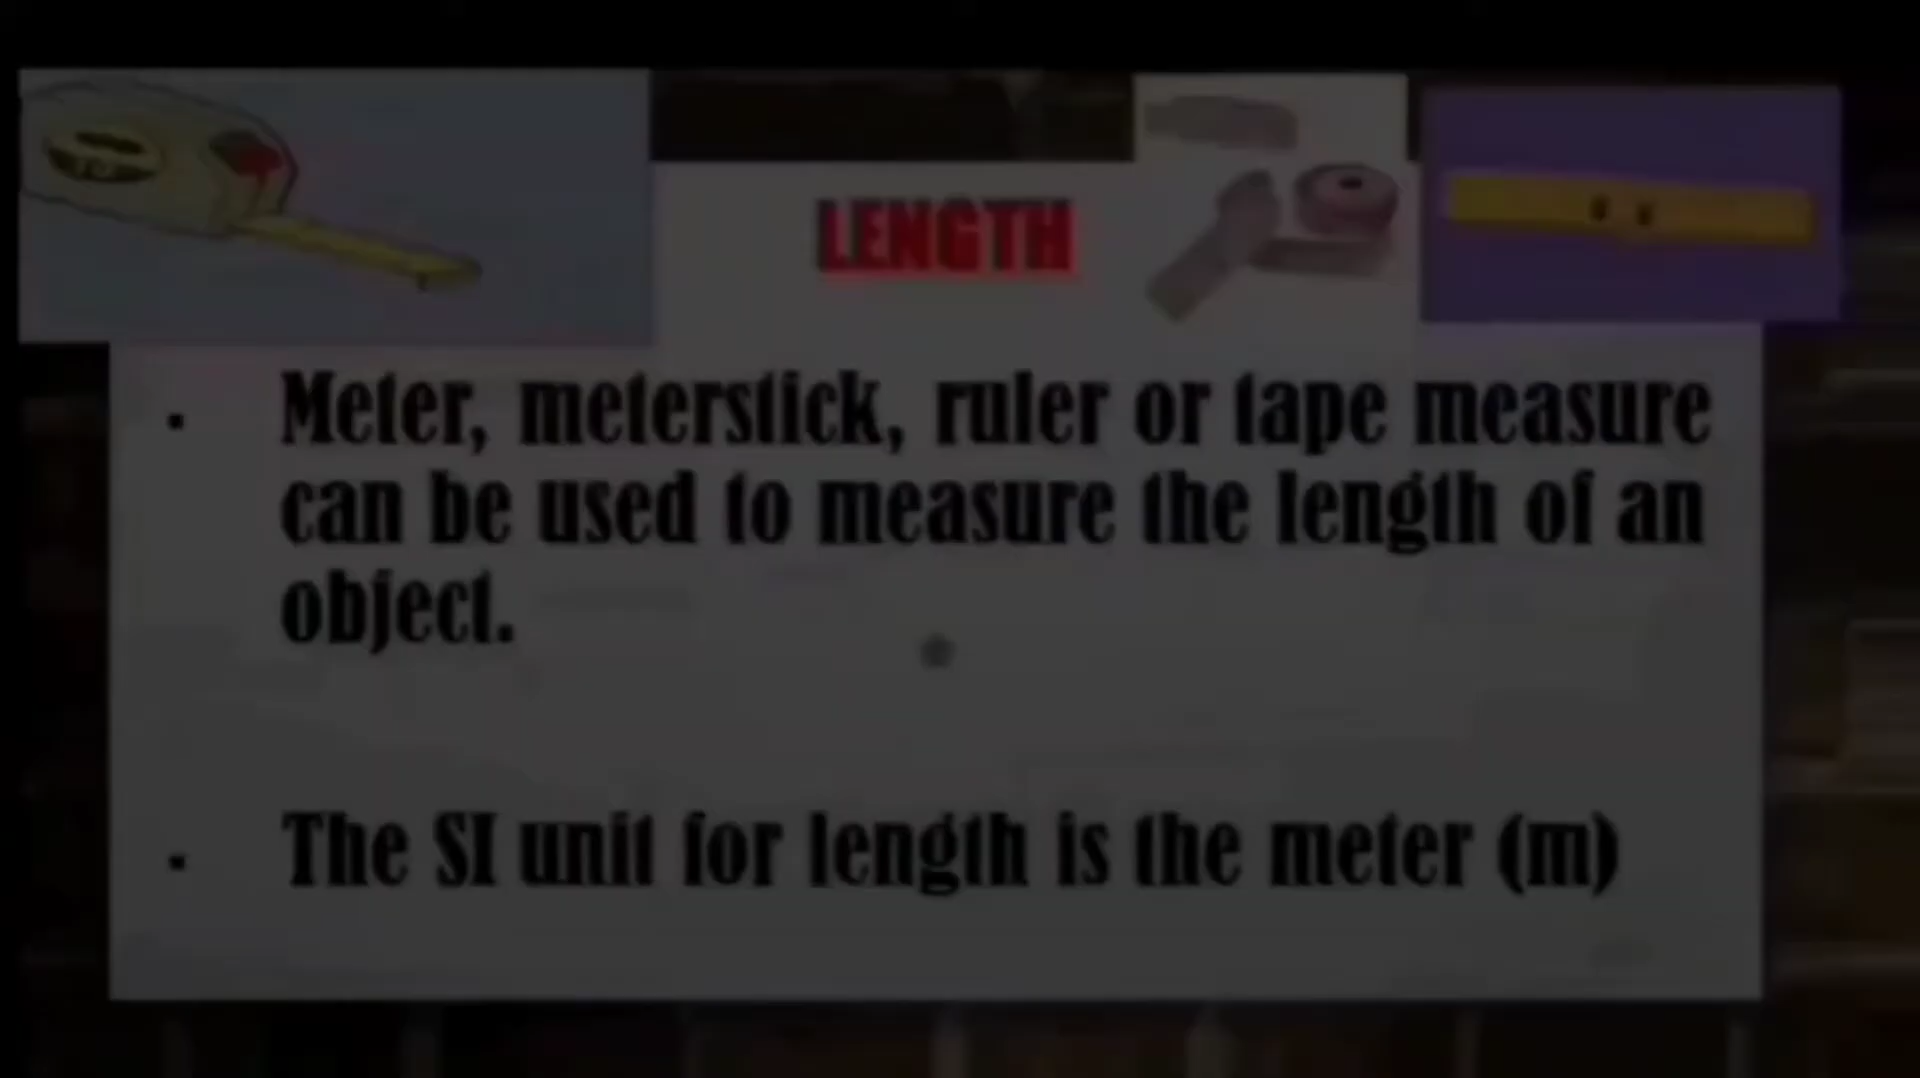 LENGTH
• Meter, meterstick, ruler or tape measure
can be used to measure the length of an
object.
• The SI unit for length is the meter (m)